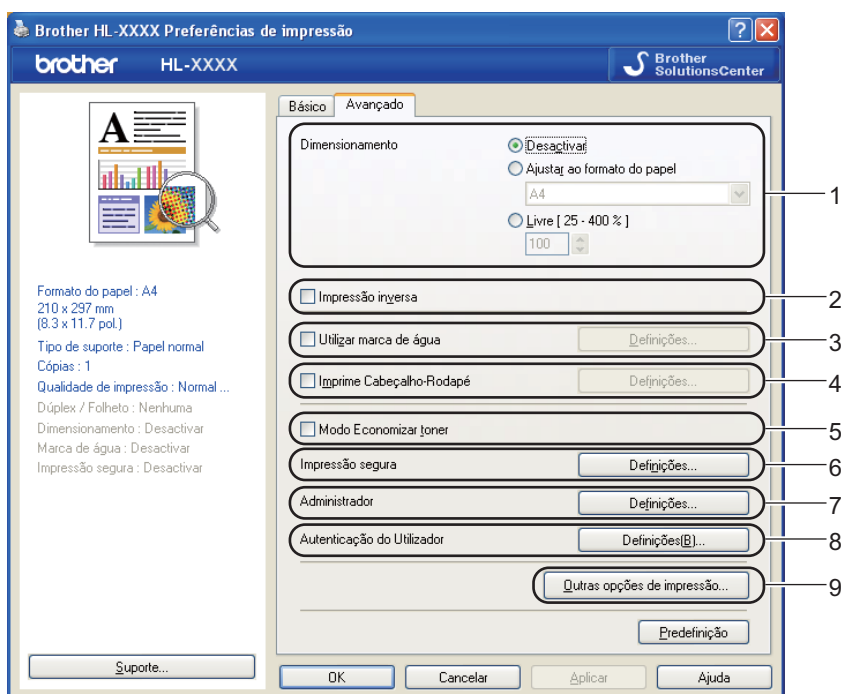 Brother HL-XXXX Preferências de impressão
brother HL-XXXX
Brother
SolutionsCenter
Básico
Avançado
Dimensionamento
Desactivar
Ajustar ao formato do papel
A4
Livre [ 25 - 400 % ]
100
1
Impressão inversa
2
Utilizar marca de água
Definições...
3
Imprime Cabeçalho-Rodapé
Definições...
4
Modo Economizar toner
5
Impressão segura
Definições...
6
Administrador
Definições...
7
Autenticação do Utilizador
Definições(B)...
8
Outras opções de impressão...
9
Predefinição
A
Formato do papel : A4
210 x 297 mm
(8.3 x 11.7 pol.)
Tipo de suporte : Papel normal
Cópias : 1
Qualidade de impressão : Normal ...
Dúplex / Folheto : Nenhuma
Dimensionamento : Desactivar
Marca de água : Desactivar
Impressão segura : Desactivar
Suporte...
OK
Cancelar
Aplicar
Ajuda